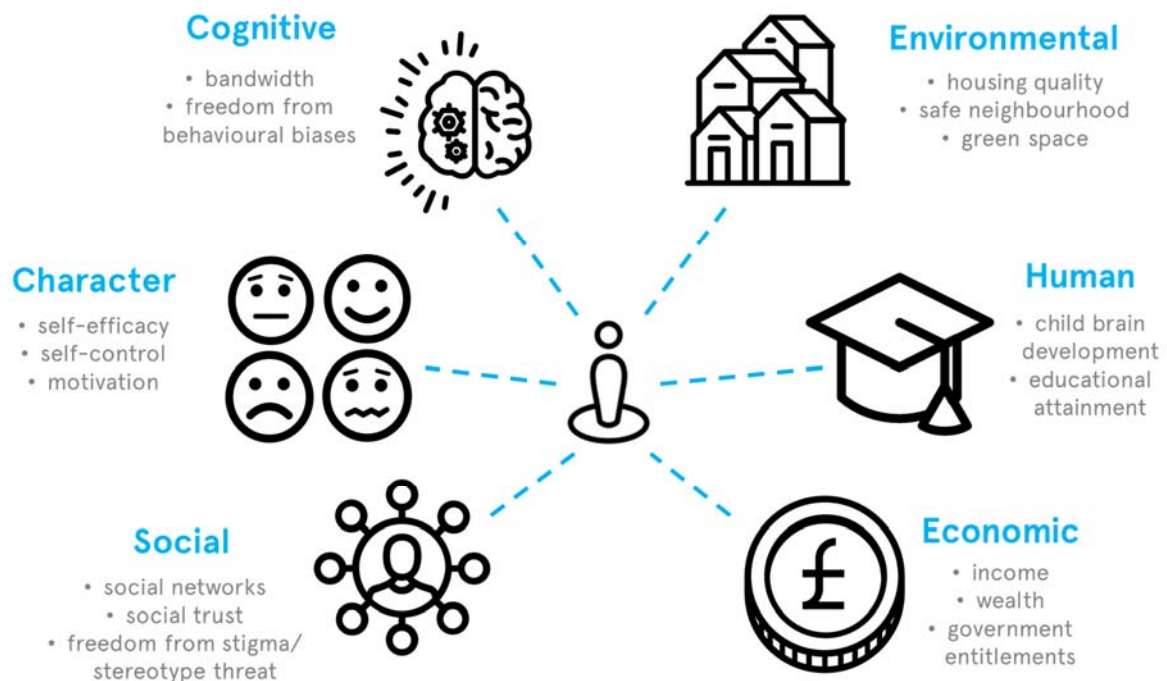 Cognitive
• bandwidth
• freedom from
behavioural biases
Environmental
• housing quality
• safe neighbourhood
• green space
Character
• self-efficacy
• self-control
• motivation
Human
• child brain
development
• educational
attainment
Social
• social networks
• social trust
• freedom from stigma/
stereotype threat
£
Economic
• income
• wealth
• government
entitlements